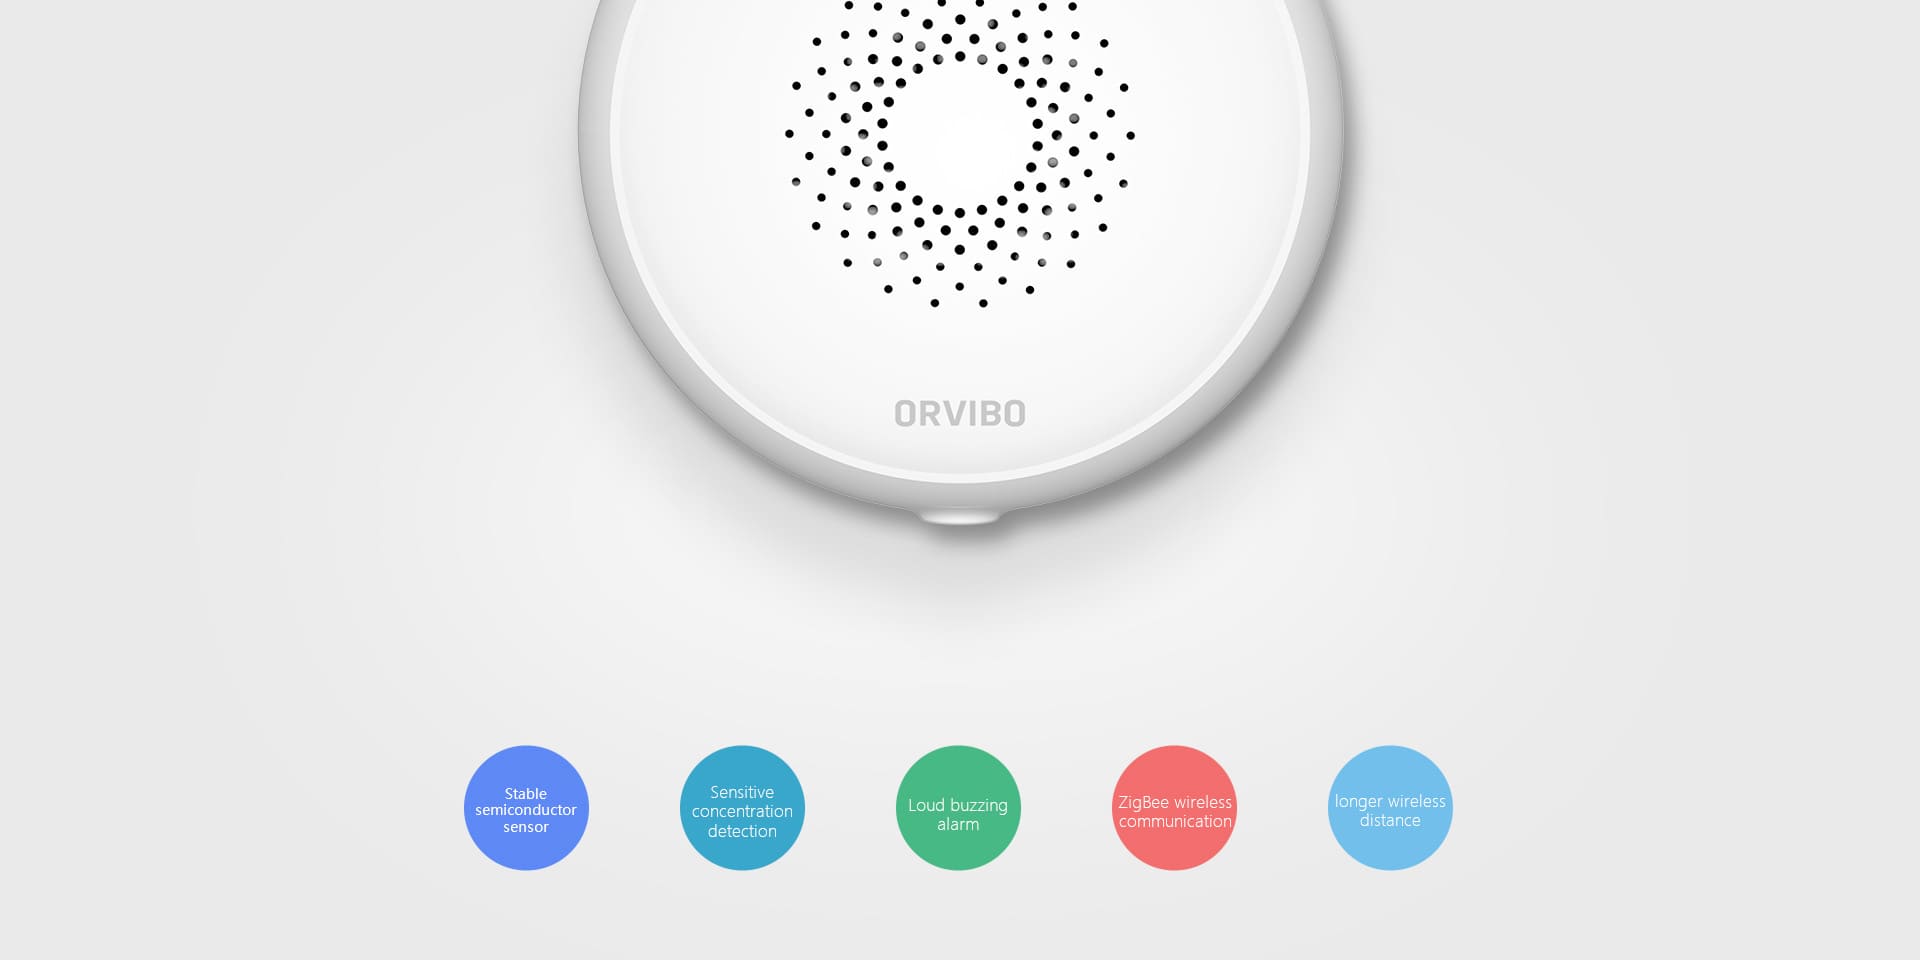 ORVIBO
Stable
semiconductor
sensor
Sensitive
concentration
detection
Loud buzzing
alarm
ZigBee wireless
communication
longer wireless
distance